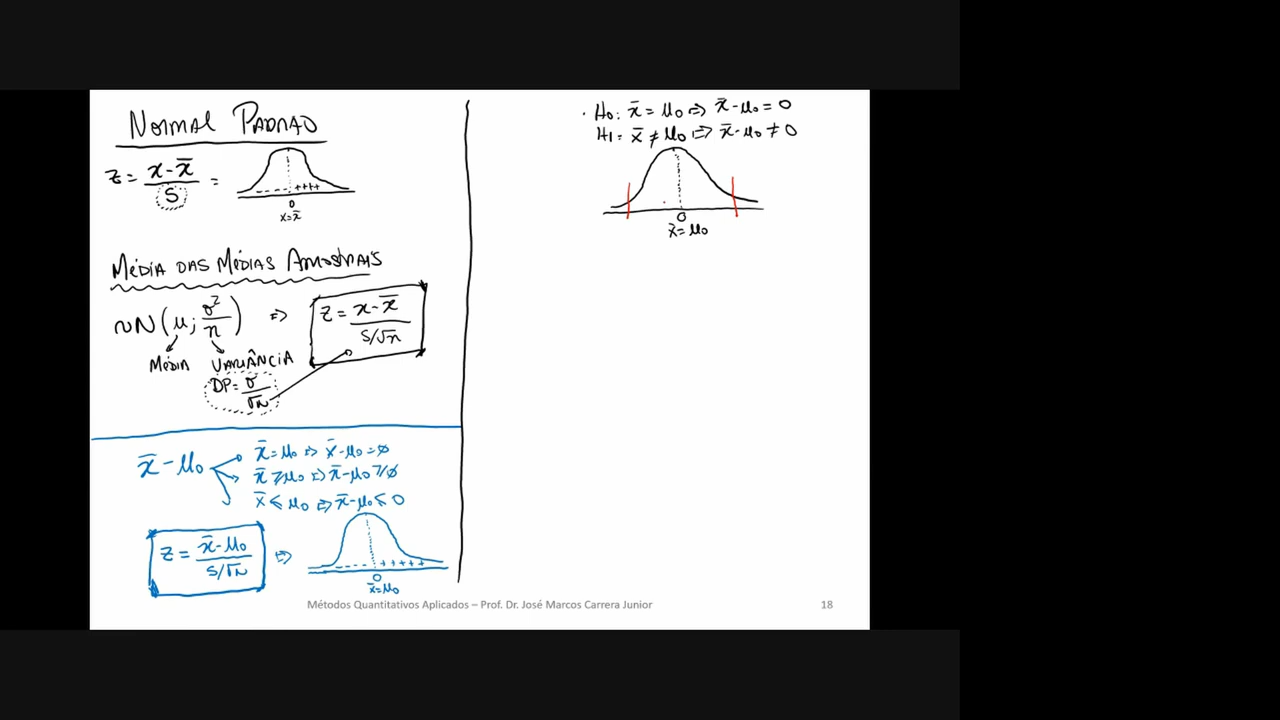 NORMAL PADRÃO
Z = x - x̄ / S =
- - - - ++++
0
x = x̄
MÉDIA DAS MÉDIAS AMOSTRAIS
~N(μ; σ²/n) ⇒ Z = x - x̄ / S/√n
MÉDIA VARIÂNCIA
DP = σ/√n
x̄ - μ₀
x̄ = μ₀ ⇒ x̄ - μ₀ = ø
x̄ ≥ μ₀ ⇒ x̄ - μ₀ ≥ ø
x̄ ≤ μ₀ ⇒ x̄ - μ₀ ≤ 0
Z = x̄ - μ₀ / S/√n ⇒
- - - - +++++
0
x̄ = μ₀
· H₀: x̄ = μ₀ ⇒ x̄ - μ₀ = 0
H1: x̄ ≠ μ₀ ⇒ x̄ - μ₀ ≠ 0
0
x̄ = μ₀
Métodos Quantitativos Aplicados – Prof. Dr. José Marcos Carrera Junior
18